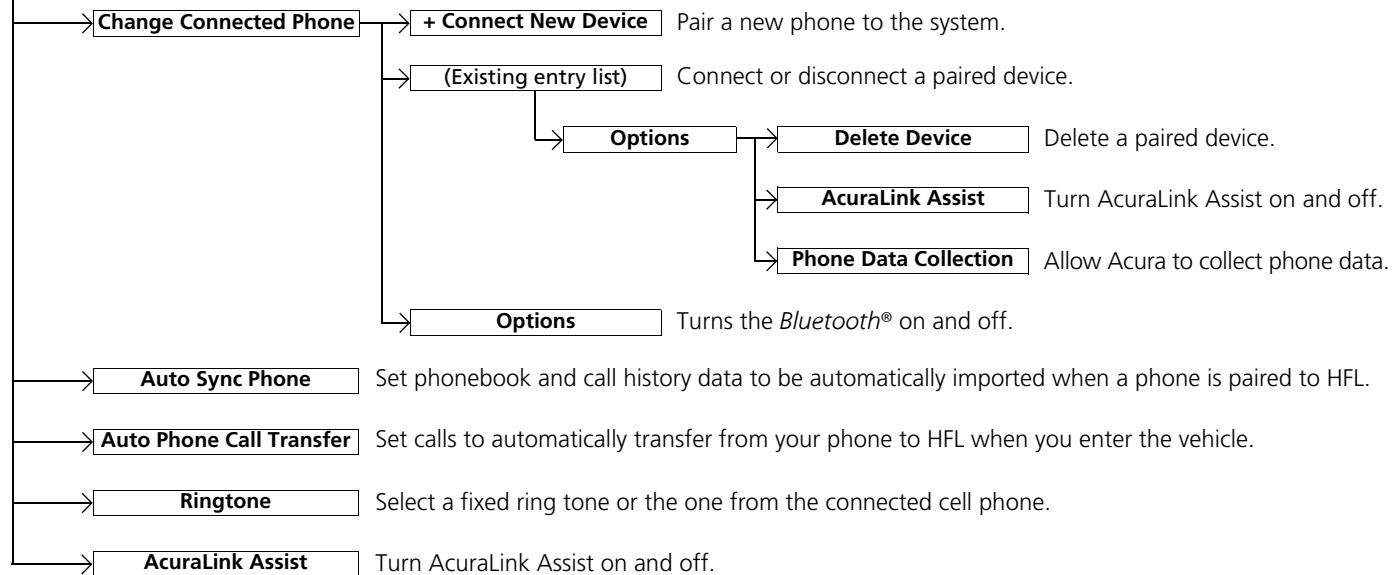 Change Connected Phone + Connect New Device Pair a new phone to the system.
(Existing entry list) Connect or disconnect a paired device.
Options Delete Device Delete a paired device.
AcuraLink Assist Turn AcuraLink Assist on and off.
Phone Data Collection Allow Acura to collect phone data.
Options Turns the Bluetooth® on and off.
Auto Sync Phone Set phonebook and call history data to be automatically imported when a phone is paired to HFL.
Auto Phone Call Transfer Set calls to automatically transfer from your phone to HFL when you enter the vehicle.
Ringtone Select a fixed ring tone or the one from the connected cell phone.
AcuraLink Assist Turn AcuraLink Assist on and off.